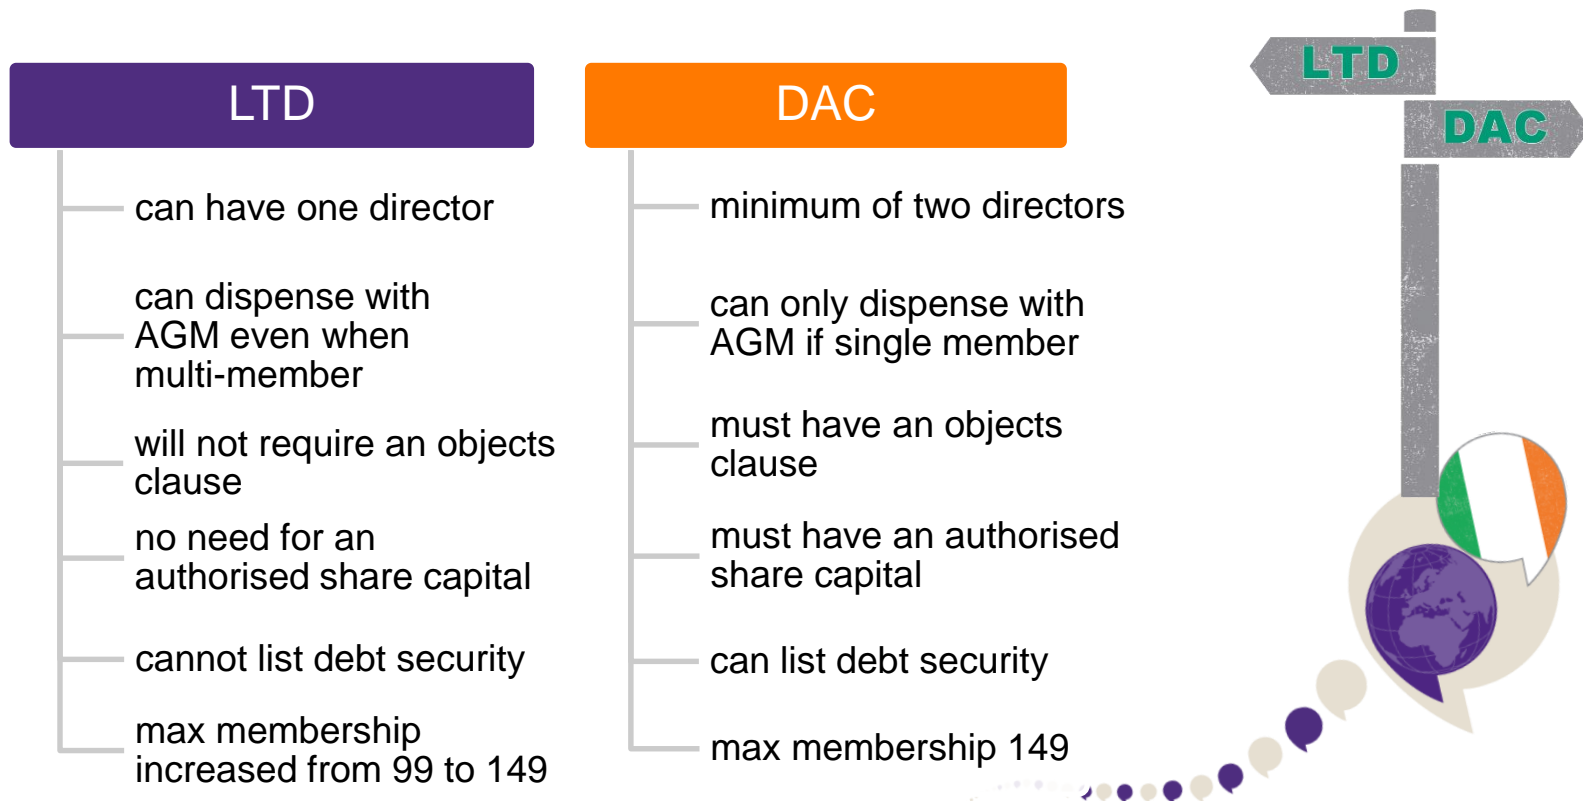 LTD
can have one director
can dispense with
AGM even when
multi-member
will not require an objects
clause
no need for an
authorised share capital
cannot list debt security
max membership
increased from 99 to 149
DAC
minimum of two directors
can only dispense with
AGM if single member
must have an objects
clause
must have an authorised
share capital
can list debt security
max membership 149
LTD
DAC